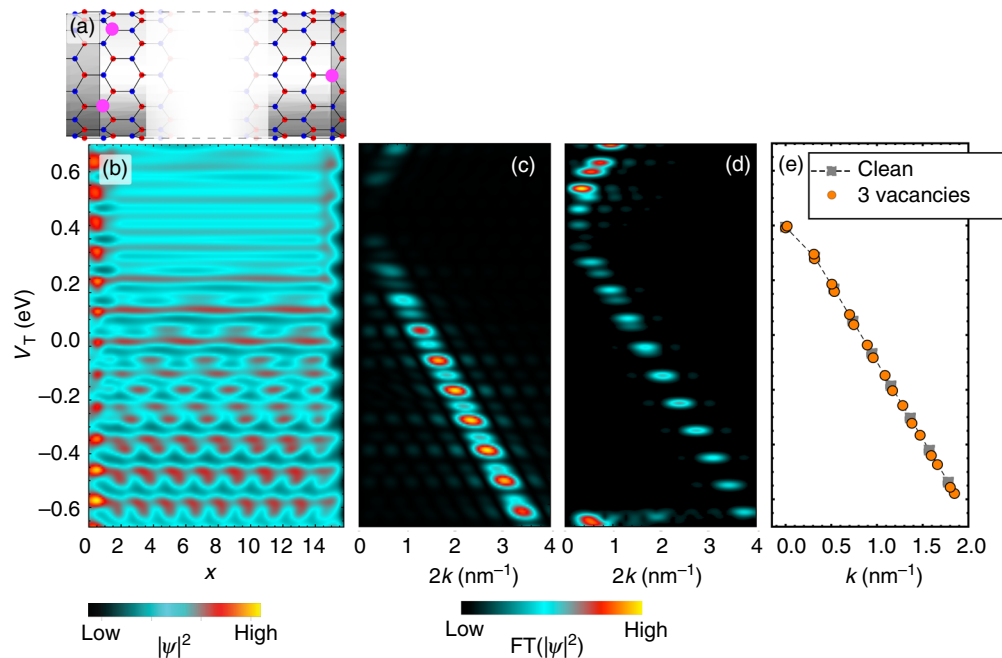 (a)
(b)
(c)
(d)
(e)
Clean
3 vacancies
V_T (eV)
0.6
0.4
0.2
0.0
−0.2
−0.4
−0.6
0 2 4 6 8 10 12 14
x
0 1 2 3 4
2k (nm⁻¹)
0 1 2 3 4
2k (nm⁻¹)
0.0 0.5 1.0 1.5 2.0
k (nm⁻¹)
Low High
|ψ|²
Low High
FT(|ψ|²)